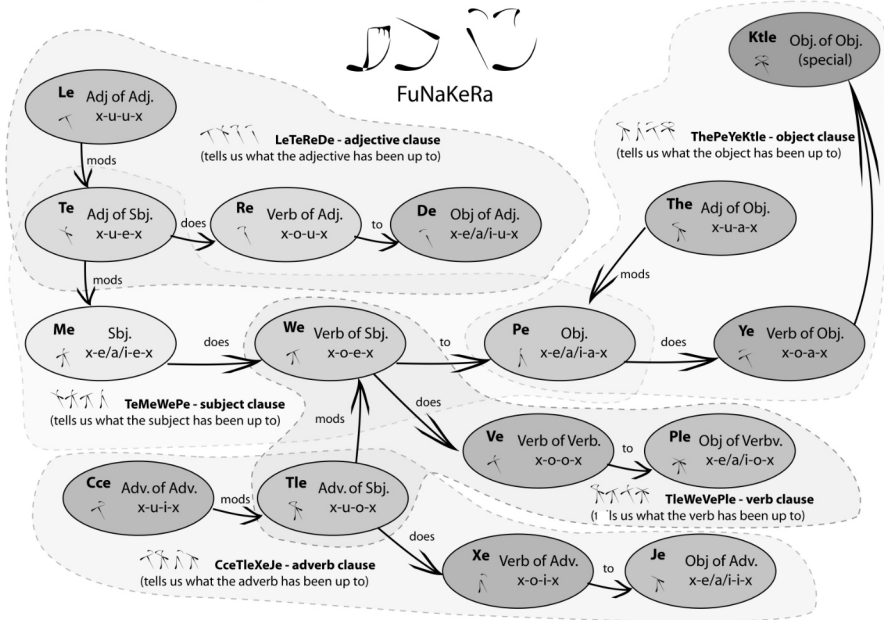 FuNaKeRa
Ktle
Obj. of Obj.
(special)
Le
Adj of Adj.
x-u-u-x
LeTeReDe - adjective clause
(tells us what the adjective has been up to)
ThePeYeKtle - object clause
(tells us what the object has been up to)
mods
Te
Adj of Sbj.
x-u-e-x
does
Re
Verb of Adj.
x-o-u-x
to
De
Obj of Adj.
x-e/a/i-u-x
The
Adj of Obj.
x-u-a-x
mods
mods
Me
Sbj.
x-e/a/i-e-x
does
We
Verb of Sbj.
x-o-e-x
to
Pe
Obj.
x-e/a/i-a-x
does
Ye
Verb of Obj.
x-o-a-x
TeMeWePe - subject clause
(tells us what the subject has been up to)
mods
does
Ve
Verb of Verb.
x-o-o-x
to
Ple
Obj of Verbv.
x-e/a/i-o-x
Cce
Adv. of Adv.
x-u-i-x
mods
Tle
Adv. of Sbj.
x-u-o-x
TleWeVePle - verb clause
us what the verb has been up to)
does
CceTleXeJe - adverb clause
(tells us what the adverb has been up to)
Xe
Verb of Adv.
x-o-i-x
to
Je
Obj of Adv.
x-e/a/i-i-x